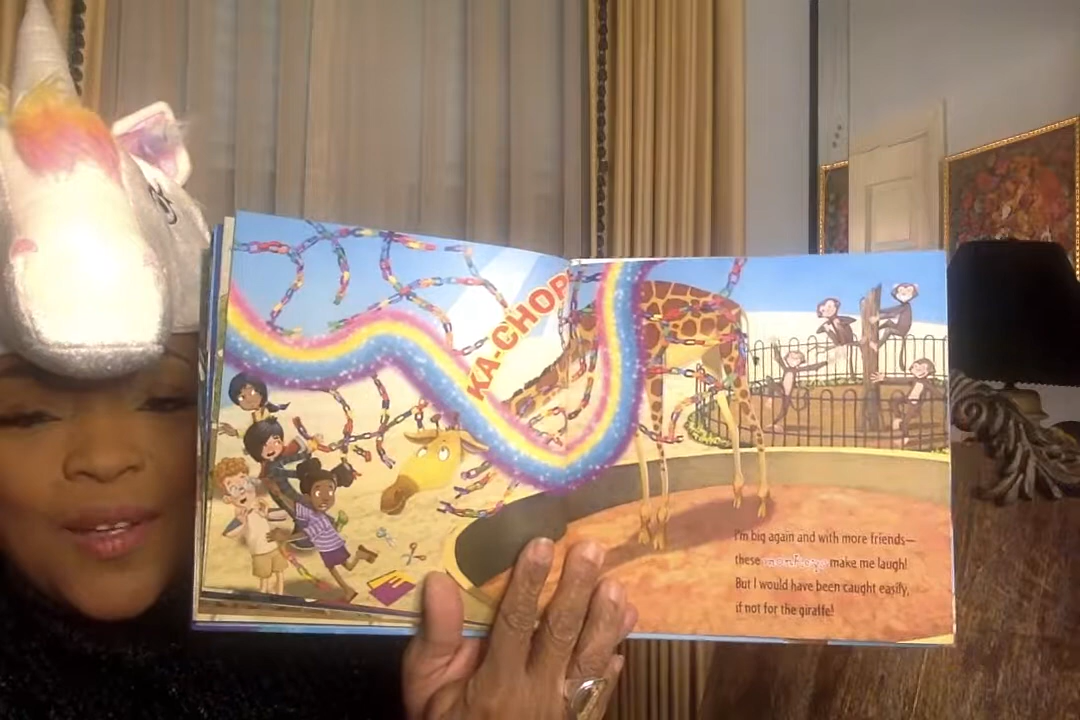 KA-CHOP
I'm big again and with more friends—
these monkeys make me laugh!
But I would have been caught easily,
if not for the giraffe!